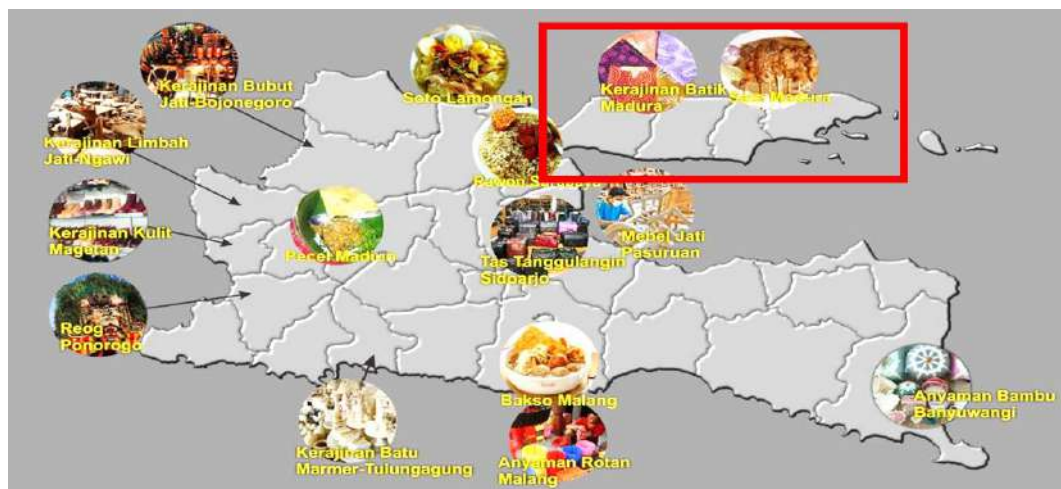 Kerajinan Bubut
Jati-Bojonegoro
Soto Lamongan
Kerajinan Batik
Madura
Sate Madura
Kerajinan Limbah
Jati-Ngawi
Rawon Surabaya
Kerajinan Kulit
Magetan
Pecel Madiun
Tas Tanggulangin
Sidoarjo
Mebel Jati
Pasuruan
Reog
Ponorogo
Bakso Malang
Anyaman Bambu
Banyuwangi
Kerajinan Batu
Marmer-Tulungagung
Anyaman Rotan
Malang